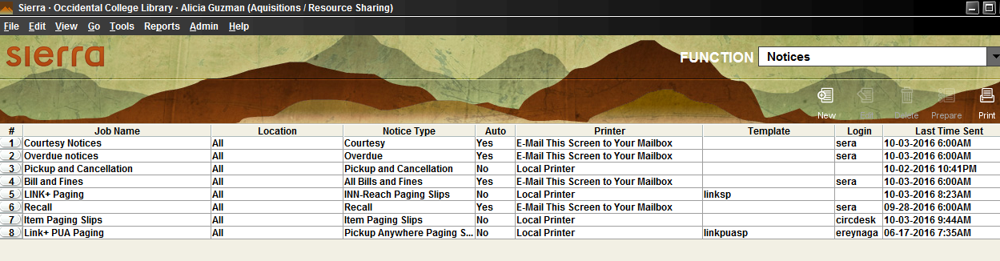 Sierra · Occidental College Library · Alicia Guzman (Aquisitions / Resource Sharing)
File Edit View Go Tools Reports Admin Help
sierra FUNCTION Notices
New Edit Delete Prepare Print
# Job Name Location Notice Type Auto Printer Template Login Last Time Sent
1 Courtesy Notices All Courtesy Yes E-Mail This Screen to Your Mailbox sera 10-03-2016 6:00AM
2 Overdue notices All Overdue Yes E-Mail This Screen to Your Mailbox sera 10-03-2016 6:00AM
3 Pickup and Cancellation All Pickup and Cancellation No Local Printer 10-02-2016 10:41PM
4 Bill and Fines All All Bills and Fines Yes E-Mail This Screen to Your Mailbox sera 10-03-2016 6:00AM
5 LINK+ Paging All INN-Reach Paging Slips No Local Printer linksp 10-03-2016 8:23AM
6 Recall All Recall Yes E-Mail This Screen to Your Mailbox sera 09-28-2016 6:00AM
7 Item Paging Slips All Item Paging Slips No Local Printer circdesk 10-03-2016 9:44AM
8 Link+ PUA Paging All Pickup Anywhere Paging S... No Local Printer linkpuasp ereynaga 06-17-2016 7:35AM